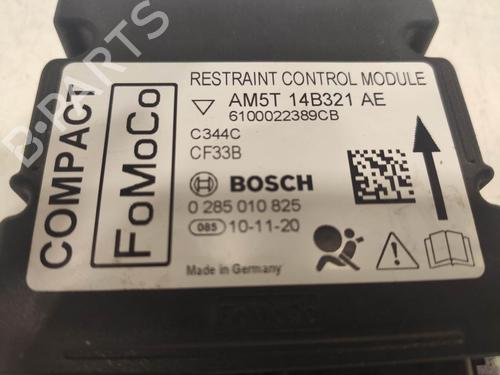 COMPACT
FoMoCo
RESTRAINT CONTROL MODULE
AM5T 14B321 AE
6100022389CB
C344C
CF33B
BOSCH
0 285 010 825
085 10-11-20
Made in Germany
FoMoCo
B-PARTS